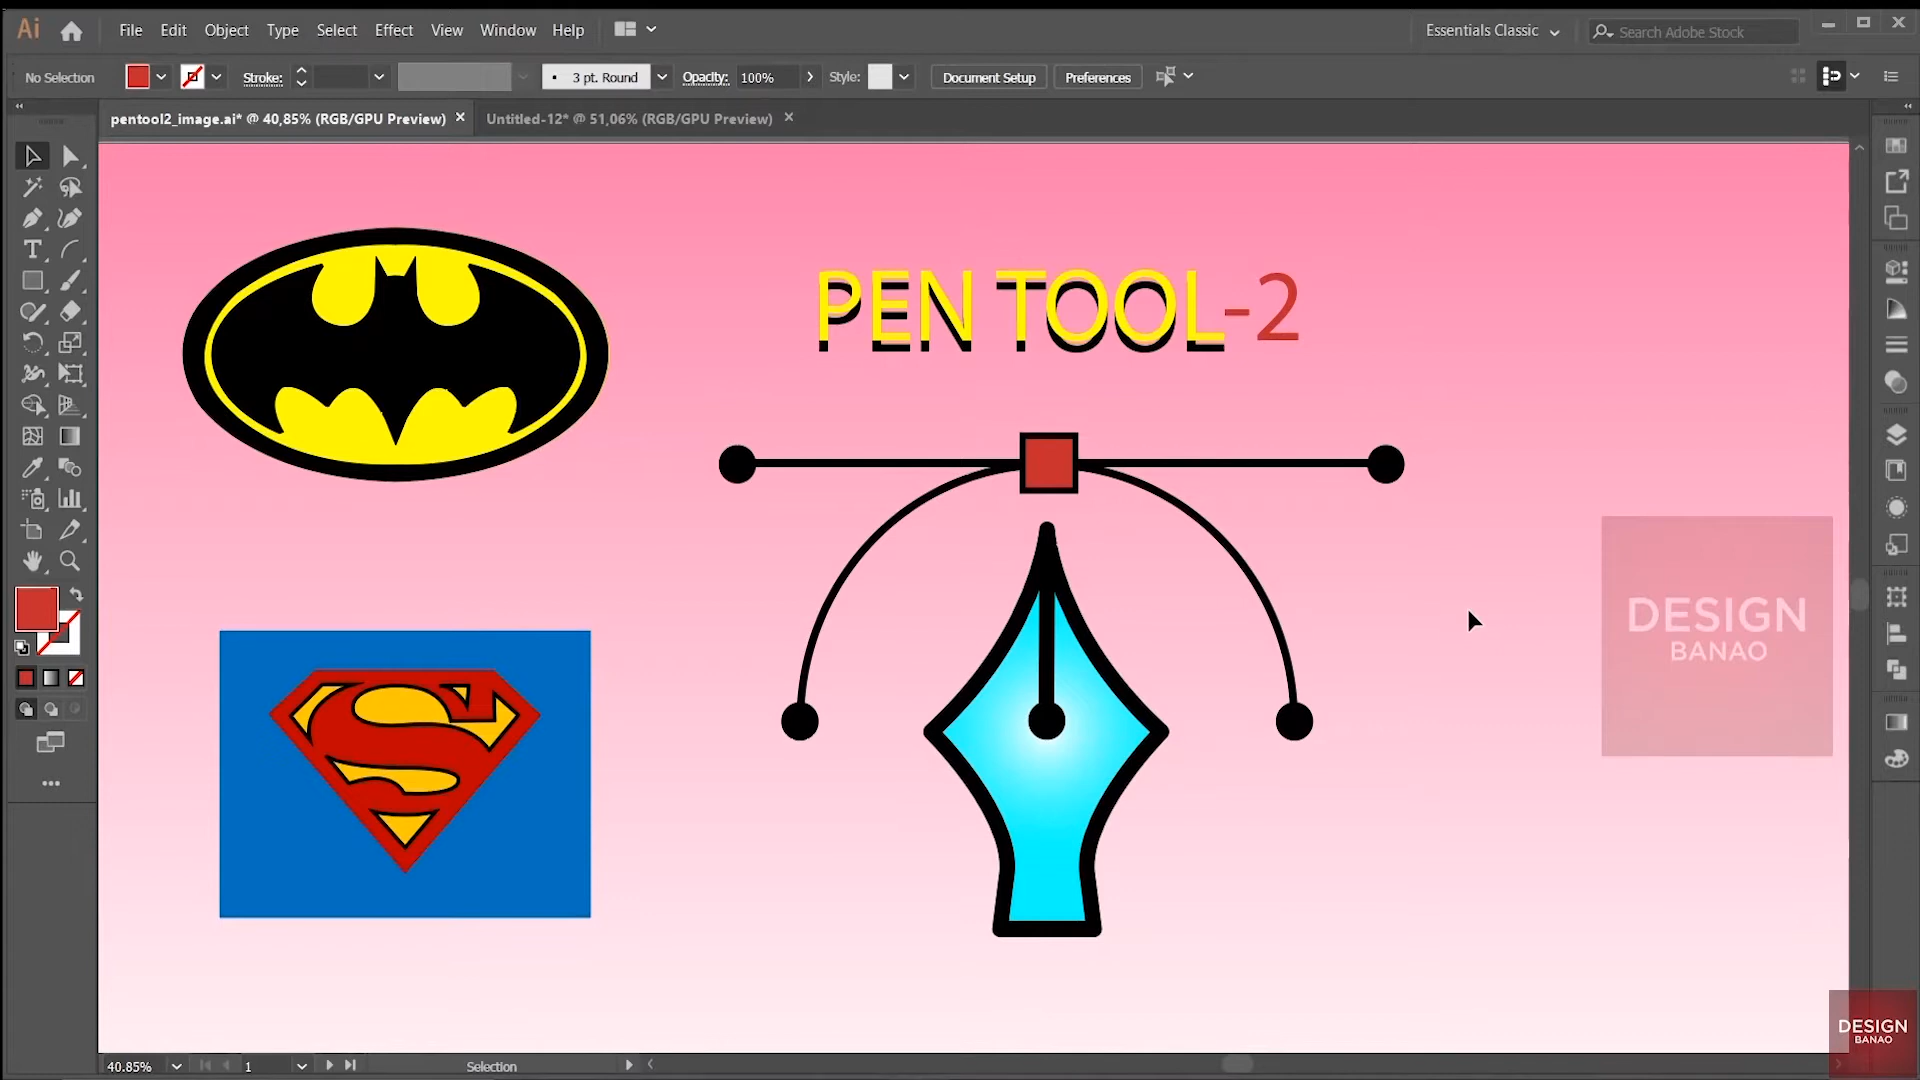 Ai File Edit Object Type Select Effect View Window Help Essentials Classic Search Adobe Stock
No Selection Stroke: 3 pt. Round Opacity: 100% Style: Document Setup Preferences
pentool2_image.ai* @ 40,85% (RGB/GPU Preview) Untitled-12* @ 51,06% (RGB/GPU Preview)
PEN TOOL-2
S
DESIGN
BANAO
DESIGN
BANAO
40.85% 1 Selection